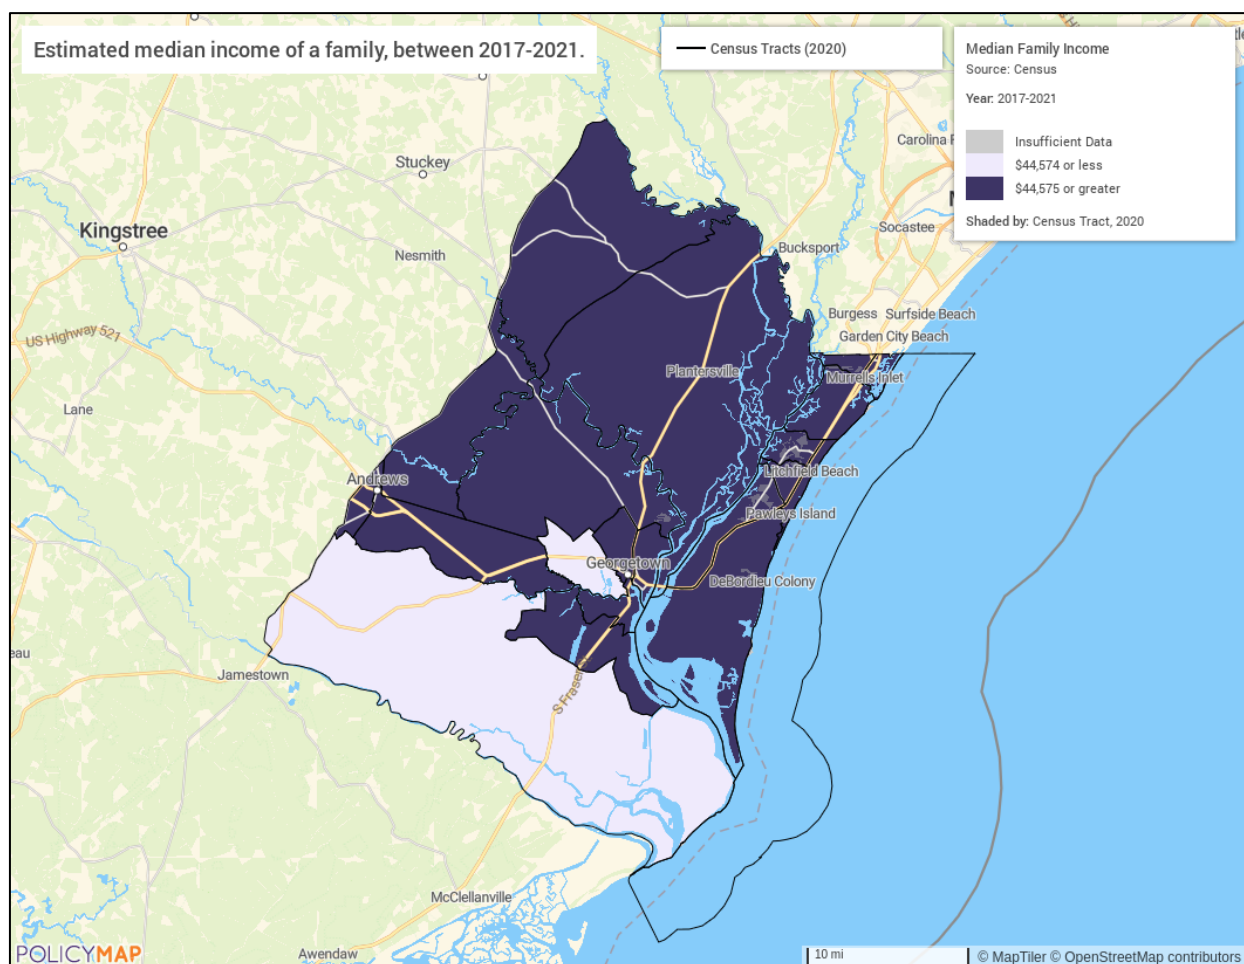 Estimated median income of a family, between 2017-2021.
Census Tracts (2020)
Median Family Income
Source: Census
Year: 2017-2021
Insufficient Data
$44,574 or less
$44,575 or greater
Shaded by: Census Tract, 2020
Carolina
Stuckey
Kingstree
Nesmith
Socastee
Bucksport
Burgess
Surfside Beach
Garden City Beach
US Highway 521
Plantersville
Murrells Inlet
Lane
Andrews
Litchfield Beach
Pawleys Island
Georgetown
DeBordieu Colony
eau
Jamestown
S Fraser
McClellanville
Awendaw
POLICYMAP
10 mi
© MapTiler © OpenStreetMap contributors